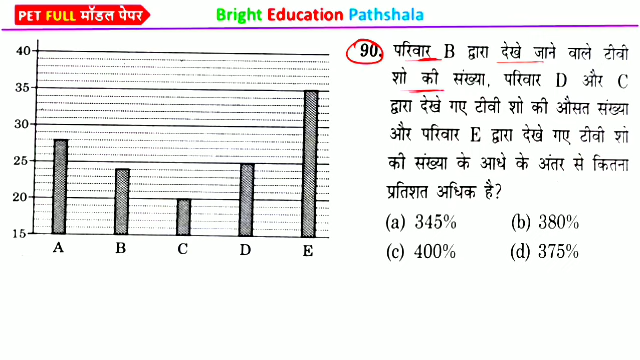 PET FULL मॉडल पेपर
Bright Education Pathshala
40
35
30
25
20
15
A B C D E
90. परिवार B द्वारा देखे जाने वाले टीवी
शो की संख्या, परिवार D और C
द्वारा देखे गए टीवी शो की औसत संख्या
और परिवार E द्वारा देखे गए टीवी शो
की संख्या के आधे के अंतर से कितना
प्रतिशत अधिक है?
(a) 345% (b) 380%
(c) 400% (d) 375%